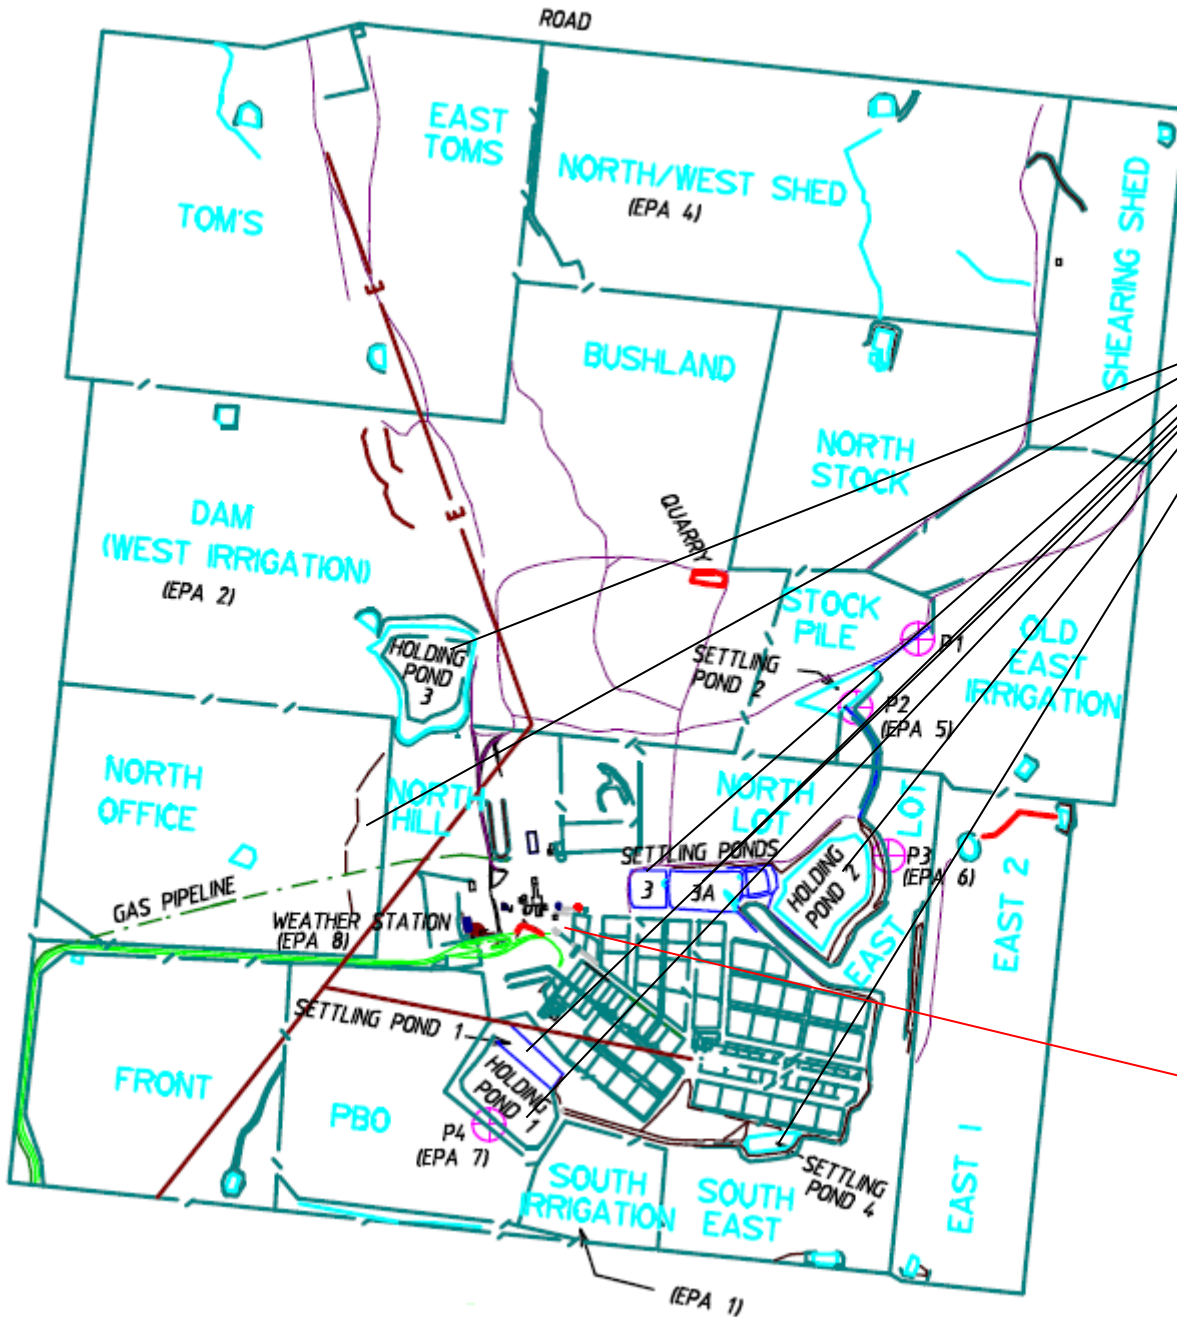 ROAD
EAST
TOMS
NORTH/WEST SHED
(EPA 4)
TOM'S
SHEARING SHED
BUSHLAND
NORTH
STOCK
QUARRY
DAM
(WEST IRRIGATION)
(EPA 2)
STOCK
PILE
P1
OLD
EAST
IRRIGATION
HOLDING
POND
3
SETTLING
POND 2
P2
(EPA 5)
NORTH
OFFICE
NORTH
HILL
NORTH
LOT
LOT
SETTLING PONDS
3
3A
HOLDING
POND 2
P3
(EPA 6)
EAST 2
GAS PIPELINE
WEATHER STATION
(EPA 8)
EAST
SETTLING POND 1
HOLDING
POND 1
FRONT
PBO
P4
(EPA 7)
SETTLING
POND 4
SOUTH
IRRIGATION
SOUTH
EAST
EAST 1
(EPA 1)
E
E